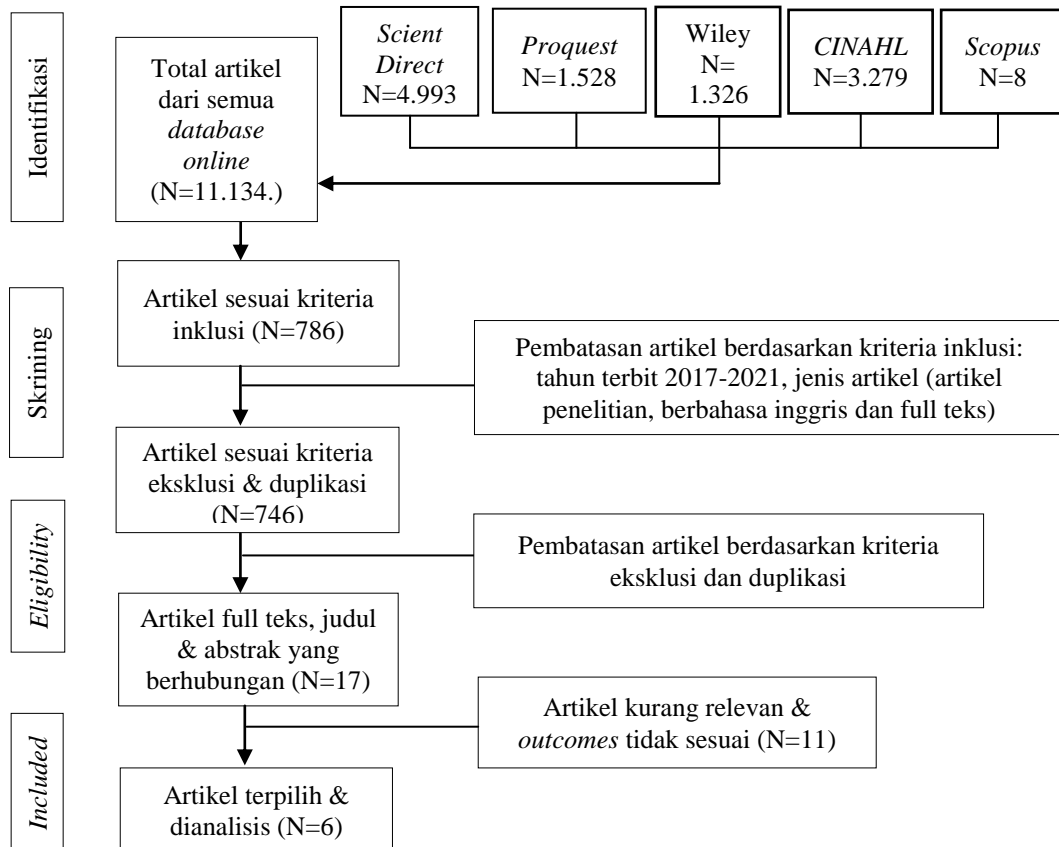 Identifikasi
Total artikel
dari semua
database
online
(N=11.134.)
Scient
Direct
N=4.993
Proquest
N=1.528
Wiley
N=
1.326
CINAHL
N=3.279
Scopus
N=8
Skrining
Artikel sesuai kriteria
inklusi (N=786)
Pembatasan artikel berdasarkan kriteria inklusi:
tahun terbit 2017-2021, jenis artikel (artikel
penelitian, berbahasa inggris dan full teks)
Artikel sesuai kriteria
eksklusi & duplikasi
(N=746)
Eligibility
Pembatasan artikel berdasarkan kriteria
eksklusi dan duplikasi
Artikel full teks, judul
& abstrak yang
berhubungan (N=17)
Included
Artikel kurang relevan &
outcomes tidak sesuai (N=11)
Artikel terpilih &
dianalisis (N=6)